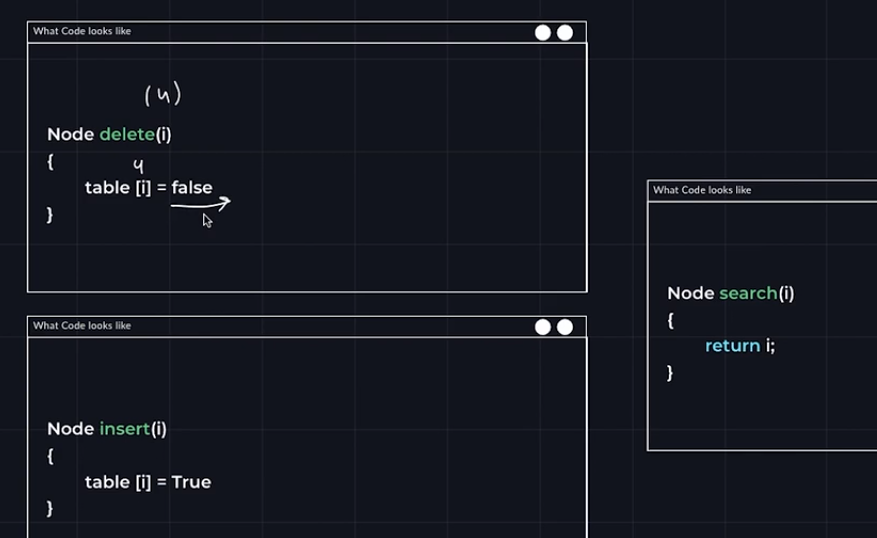 What Code looks like
(4)
Node delete(i)
{
4
table [i] = false
}
What Code looks like
Node insert(i)
{
table [i] = True
}
What Code looks like
Node search(i)
{
return i;
}